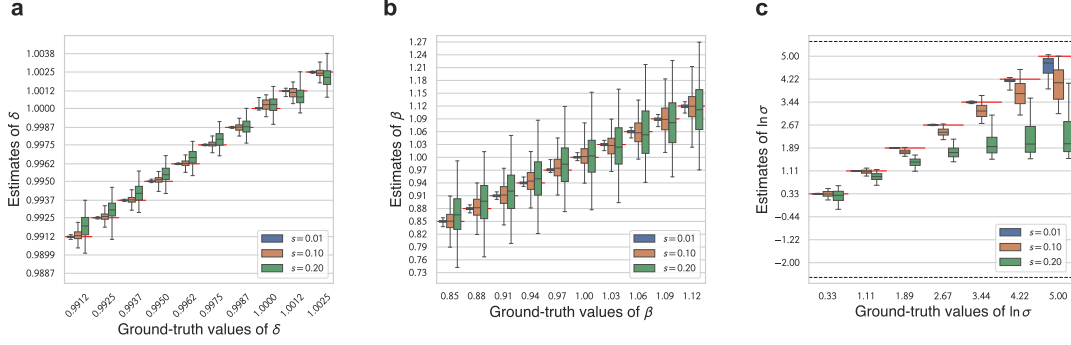 a
Estimates of δ
1.0038
1.0025
1.0012
1.0000
0.9987
0.9975
0.9962
0.9950
0.9937
0.9925
0.9912
0.9899
0.9887
s = 0.01
s = 0.10
s = 0.20
0.9912 0.9925 0.9937 0.9950 0.9962 0.9975 0.9987 1.0000 1.0012 1.0025
Ground-truth values of δ
b
Estimates of β
1.27
1.24
1.21
1.18
1.15
1.12
1.09
1.06
1.03
1.00
0.97
0.94
0.91
0.88
0.85
0.82
0.79
0.76
0.73
s = 0.01
s = 0.10
s = 0.20
0.85 0.88 0.91 0.94 0.97 1.00 1.03 1.06 1.09 1.12
Ground-truth values of β
c
Estimates of ln σ
5.00
4.22
3.44
2.67
1.89
1.11
0.33
−0.44
−1.22
−2.00
s = 0.01
s = 0.10
s = 0.20
0.33 1.11 1.89 2.67 3.44 4.22 5.00
Ground-truth values of ln σ